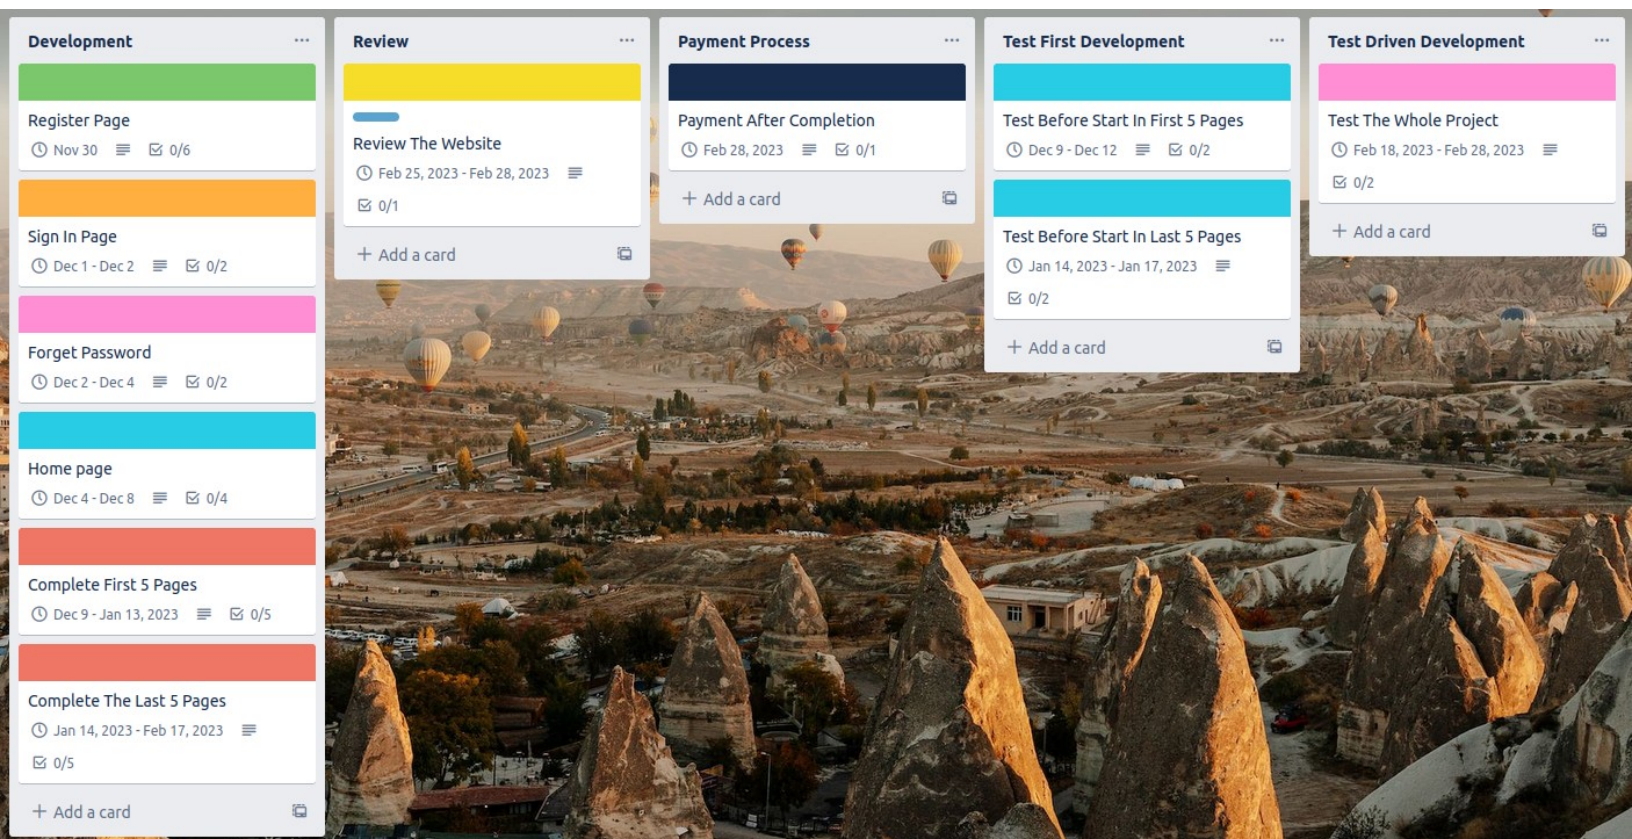 Development
Register Page
Nov 30 0/6
Sign In Page
Dec 1 - Dec 2 0/2
Forget Password
Dec 2 - Dec 4 0/2
Home page
Dec 4 - Dec 8 0/4
Complete First 5 Pages
Dec 9 - Jan 13, 2023 0/5
Complete The Last 5 Pages
Jan 14, 2023 - Feb 17, 2023
0/5
+ Add a card
Review
Review The Website
Feb 25, 2023 - Feb 28, 2023
0/1
+ Add a card
Payment Process
Payment After Completion
Feb 28, 2023 0/1
+ Add a card
Test First Development
Test Before Start In First 5 Pages
Dec 9 - Dec 12 0/2
Test Before Start In Last 5 Pages
Jan 14, 2023 - Jan 17, 2023
0/2
+ Add a card
Test Driven Development
Test The Whole Project
Feb 18, 2023 - Feb 28, 2023
0/2
+ Add a card